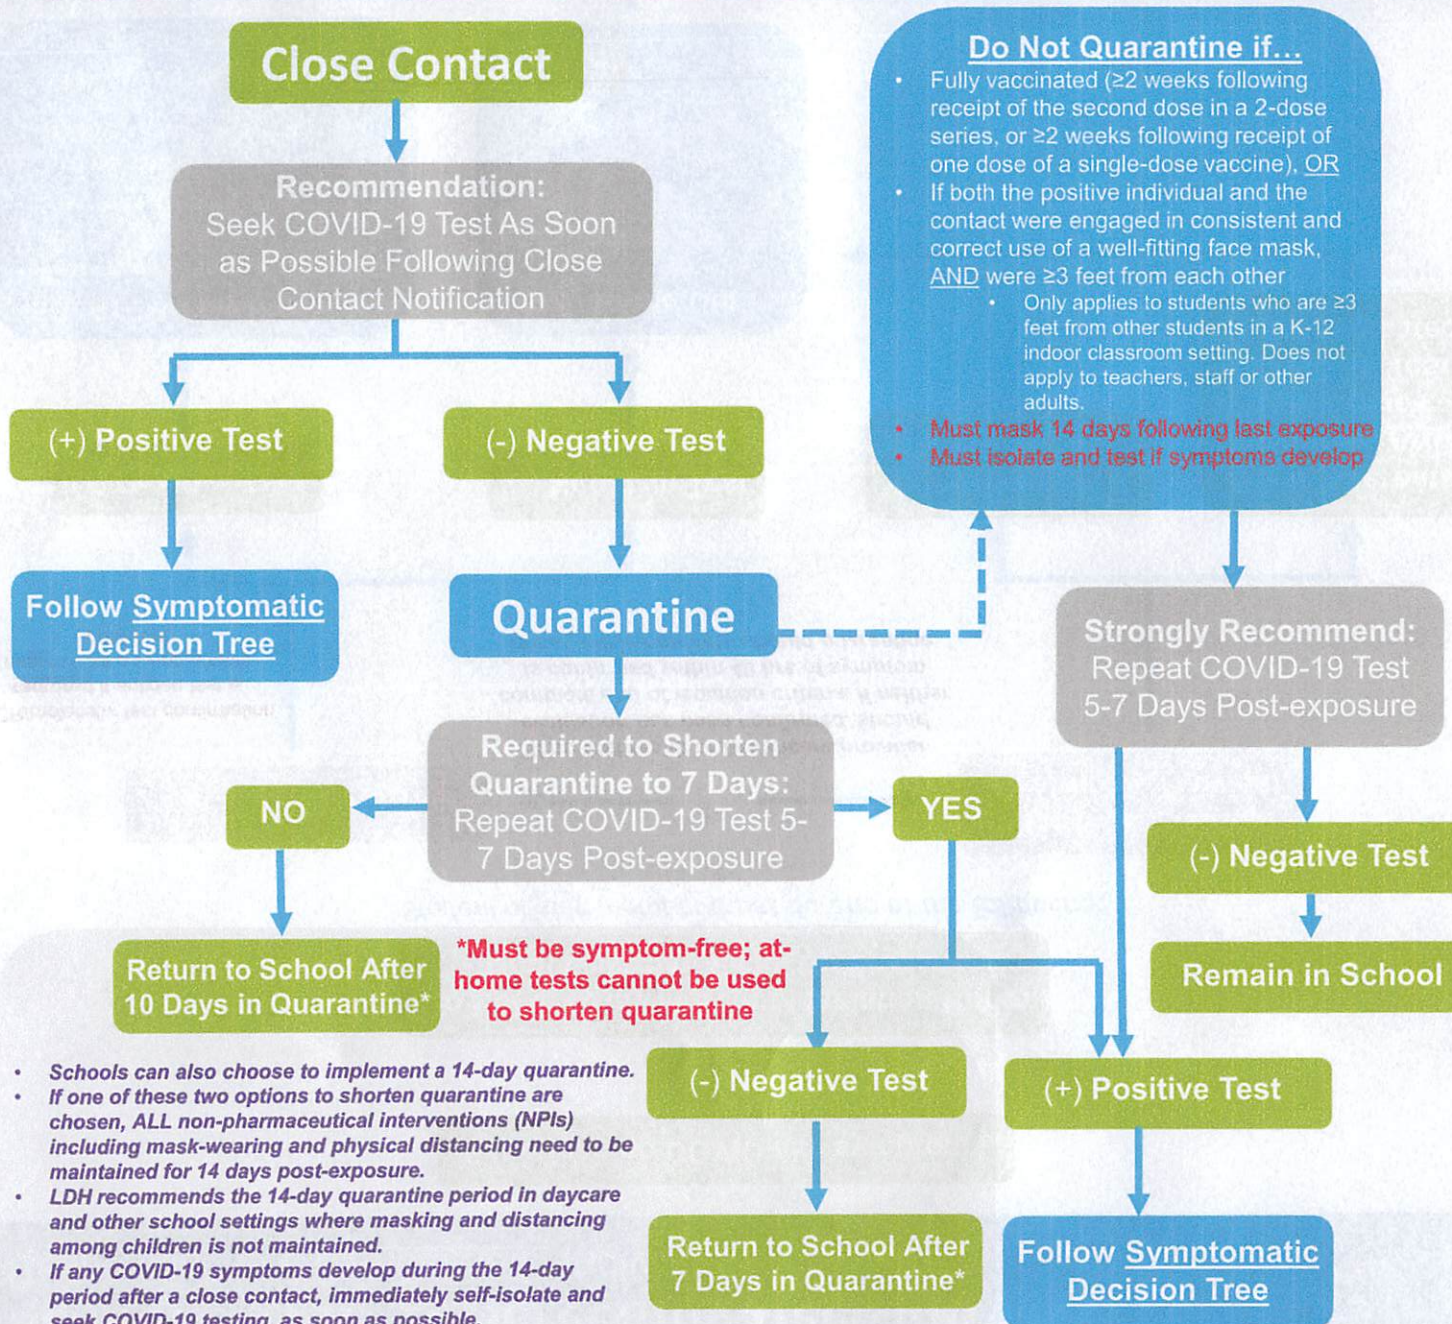 Close Contact
Recommendation:
Seek COVID-19 Test As Soon
as Possible Following Close
Contact Notification
(+) Positive Test
(-) Negative Test
Follow Symptomatic
Decision Tree
Quarantine
Do Not Quarantine if...
• Fully vaccinated (≥2 weeks following
receipt of the second dose in a 2-dose
series, or ≥2 weeks following receipt of
one dose of a single-dose vaccine), OR
• If both the positive individual and the
contact were engaged in consistent and
correct use of a well-fitting face mask,
AND were ≥3 feet from each other
• Only applies to students who are ≥3
feet from other students in a K-12
indoor classroom setting. Does not
apply to teachers, staff or other
adults.
• Must mask 14 days following last exposure
• Must isolate and test if symptoms develop
Strongly Recommend:
Repeat COVID-19 Test
5-7 Days Post-exposure
Required to Shorten
Quarantine to 7 Days:
Repeat COVID-19 Test 5-
7 Days Post-exposure
NO
YES
(-) Negative Test
Remain in School
Return to School After
10 Days in Quarantine*
*Must be symptom-free; at-
home tests cannot be used
to shorten quarantine
(-) Negative Test
(+) Positive Test
Return to School After
7 Days in Quarantine*
Follow Symptomatic
Decision Tree
• Schools can also choose to implement a 14-day quarantine.
• If one of these two options to shorten quarantine are
chosen, ALL non-pharmaceutical interventions (NPIs)
including mask-wearing and physical distancing need to be
maintained for 14 days post-exposure.
• LDH recommends the 14-day quarantine period in daycare
and other school settings where masking and distancing
among children is not maintained.
• If any COVID-19 symptoms develop during the 14-day
period after a close contact, immediately self-isolate and
seek COVID-19 testing, as soon as possible.